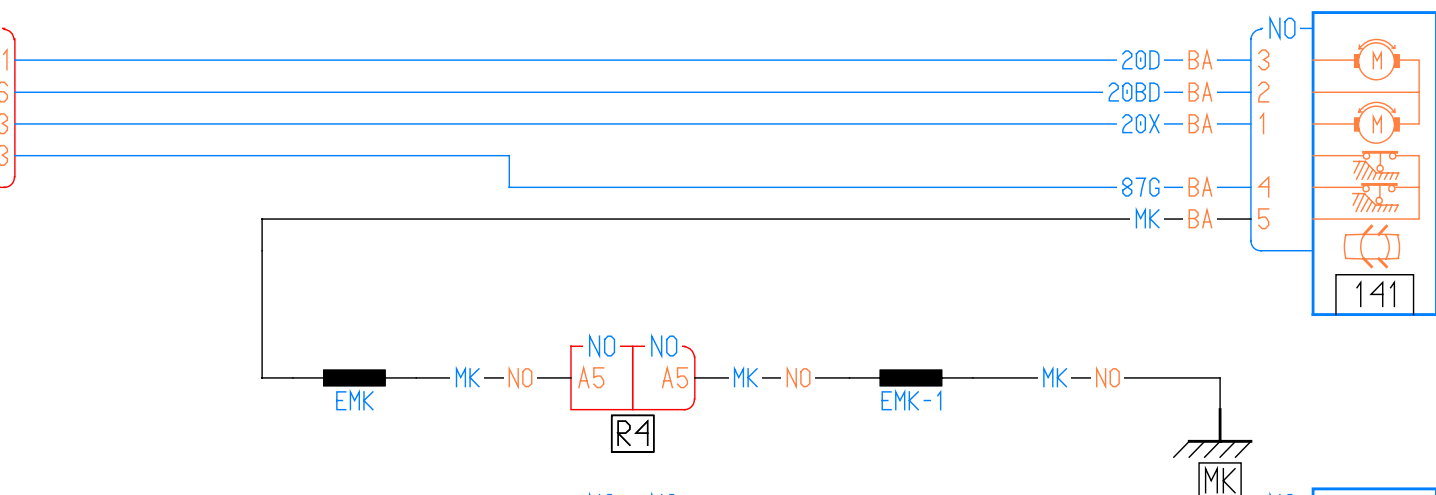 NO
1 20D BA 3 M
6 20BD BA 2
3 20X BA 1 M
3 87G BA 4
MK BA 5
141
NO NO
MK NO A5 A5 MK NO MK NO
EMK EMK-1
R4
MK